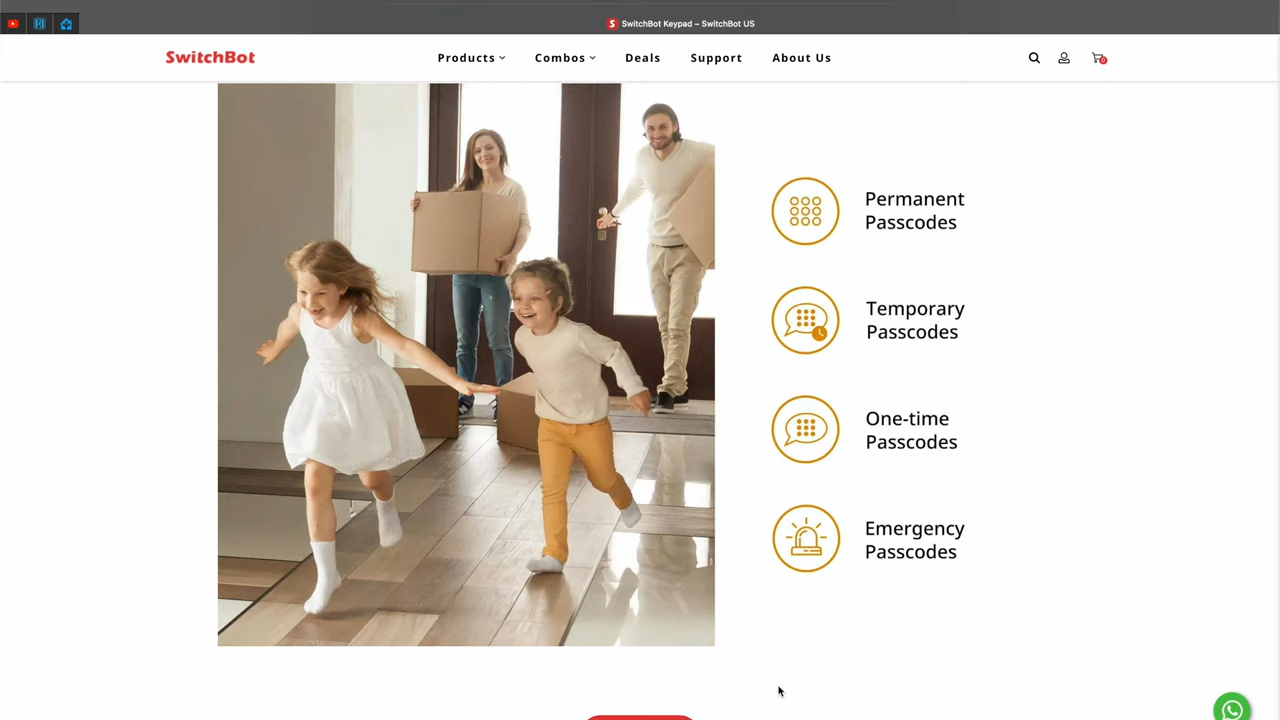 SwitchBot Keypad – SwitchBot US
SwitchBot
Products
Combos
Deals
Support
About Us
0
Permanent
Passcodes
Temporary
Passcodes
One-time
Passcodes
Emergency
Passcodes